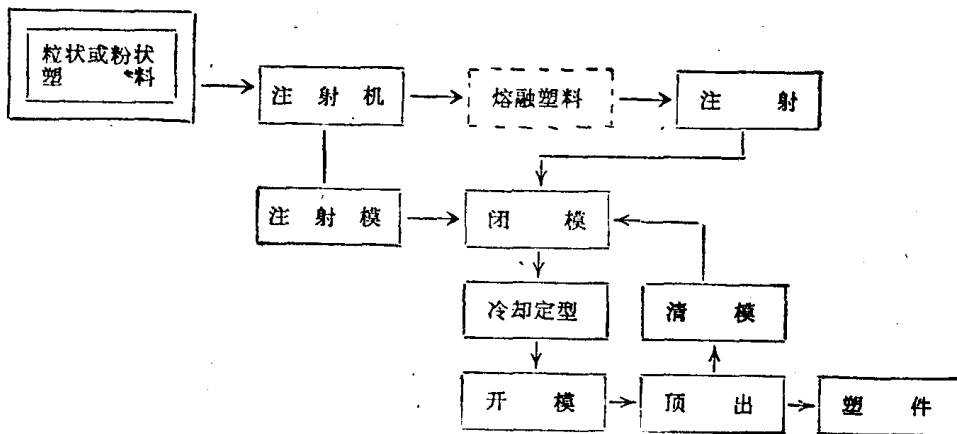 粒状或粉状
塑 料
注 射 机
熔融塑料
注 射
注 射 模
闭 模
冷却定型
清 模
开 模
顶 出
塑 件